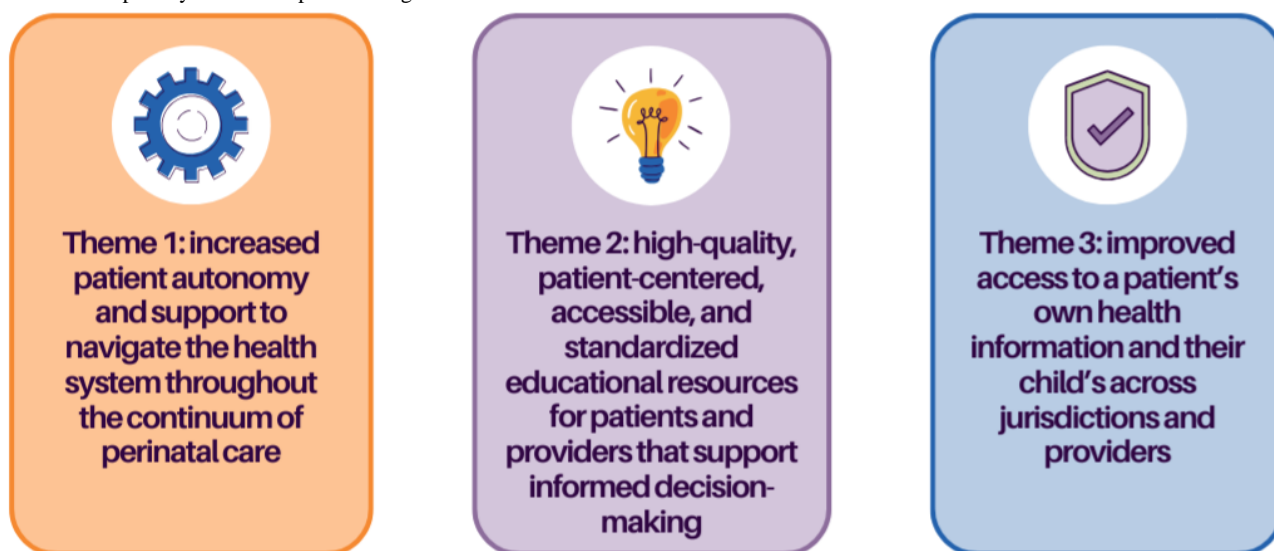 Theme 1: increased
patient autonomy
and support to
navigate the health
system throughout
the continuum of
perinatal care
Theme 2: high-quality,
patient-centered,
accessible, and
standardized
educational resources
for patients and
providers that support
informed decision-
making
Theme 3: improved
access to a patient’s
own health
information and their
child’s across
jurisdictions and
providers